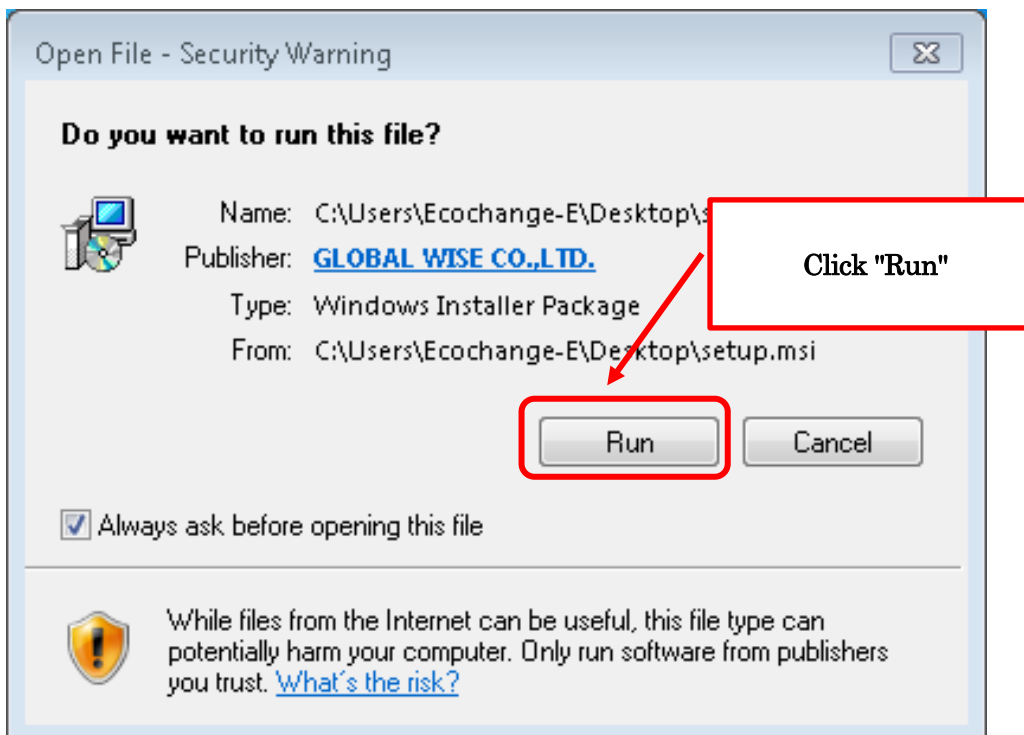 Open File - Security Warning
Do you want to run this file?
Name: C:\Users\Ecochange-E\Desktop\s
Publisher: GLOBAL WISE CO.,LTD.
Type: Windows Installer Package
From: C:\Users\Ecochange-E\Desktop\setup.msi
Click "Run"
Run Cancel
Always ask before opening this file
While files from the Internet can be useful, this file type can
potentially harm your computer. Only run software from publishers
you trust. What's the risk?